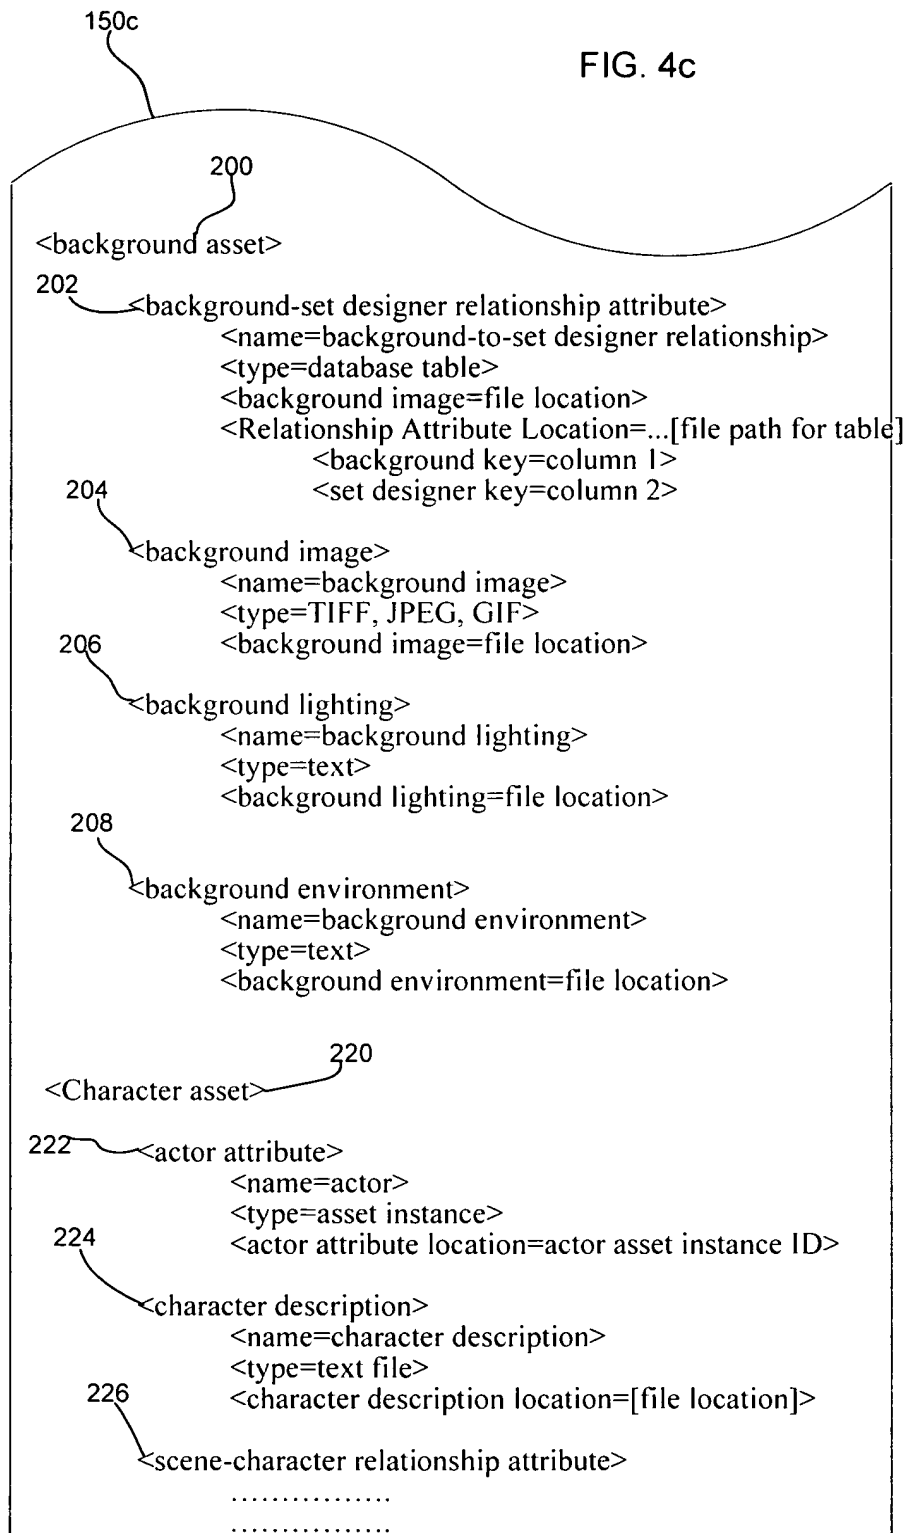 150c
FIG. 4c
200
<background asset>
202
<background-set designer relationship attribute>
<name=background-to-set designer relationship>
<type=database table>
<background image=file location>
<Relationship Attribute Location=...[file path for table]
<background key=column 1>
<set designer key=column 2>
204
<background image>
<name=background image>
<type=TIFF, JPEG, GIF>
<background image=file location>
206
<background lighting>
<name=background lighting>
<type=text>
<background lighting=file location>
208
<background environment>
<name=background environment>
<type=text>
<background environment=file location>
220
<Character asset>
222
<actor attribute>
<name=actor>
<type=asset instance>
<actor attribute location=actor asset instance ID>
224
<character description>
<name=character description>
<type=text file>
<character description location=[file location]>
226
<scene-character relationship attribute>
................
................